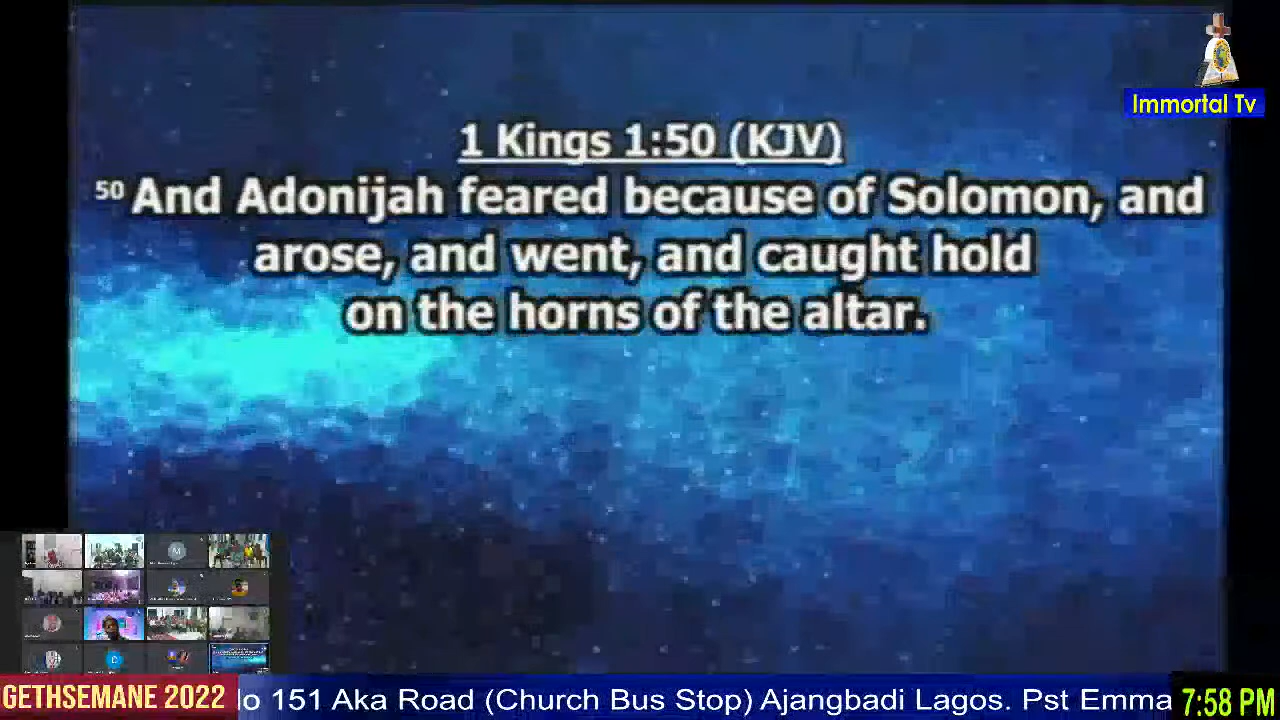 Immortal Tv
1 Kings 1:50 (KJV)
50 And Adonijah feared because of Solomon, and
arose, and went, and caught hold
on the horns of the altar.
M
C
GETHSEMANE 2022
lo 151 Aka Road (Church Bus Stop) Ajangbadi Lagos. Pst Emma
7:58 PM